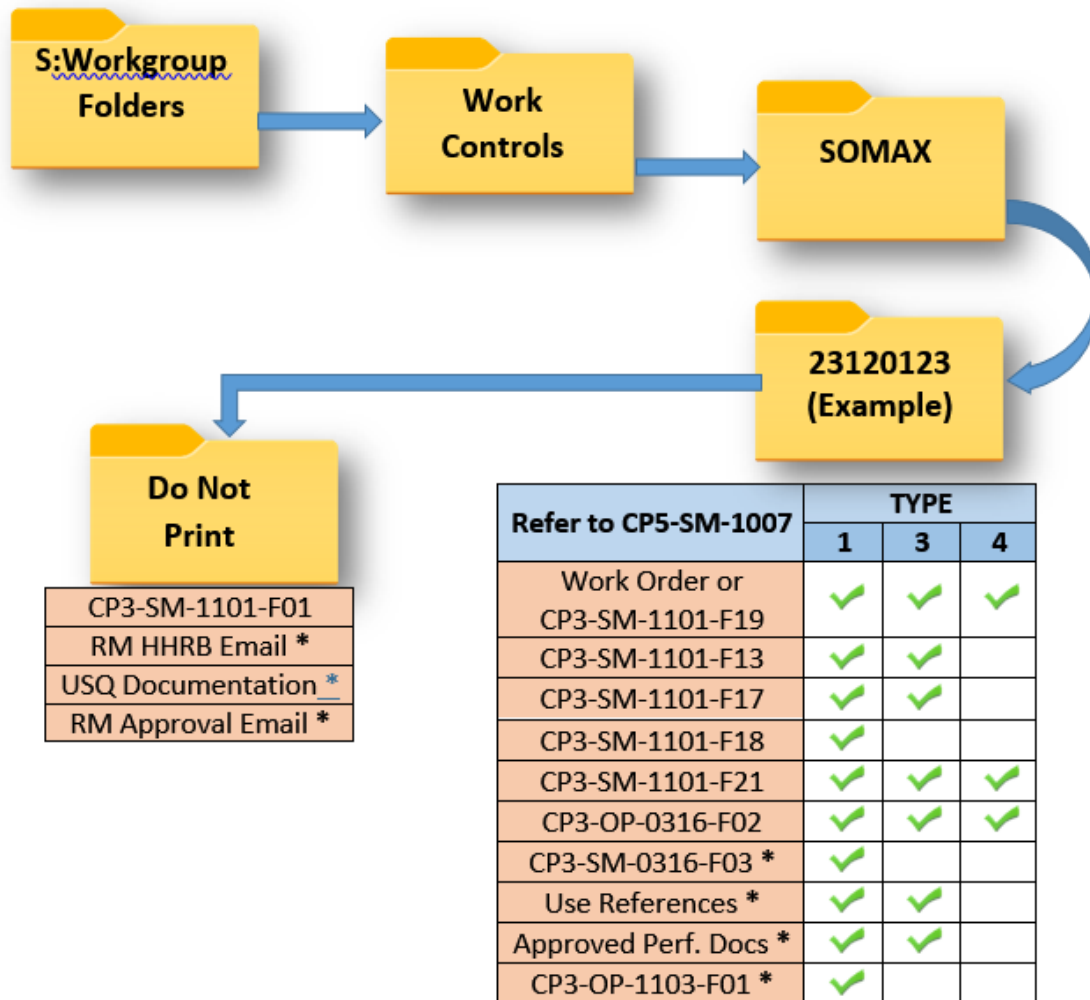 S:Workgroup
Folders
Work
Controls
SOMAX
23120123
(Example)
Do Not
Print
CP3-SM-1101-F01
RM HHRB Email *
USQ Documentation *
RM Approval Email *
Refer to CP5-SM-1007
TYPE
1 3 4
Work Order or
CP3-SM-1101-F19
CP3-SM-1101-F13
CP3-SM-1101-F17
CP3-SM-1101-F18
CP3-SM-1101-F21
CP3-OP-0316-F02
CP3-SM-0316-F03 *
Use References *
Approved Perf. Docs *
CP3-OP-1103-F01 *